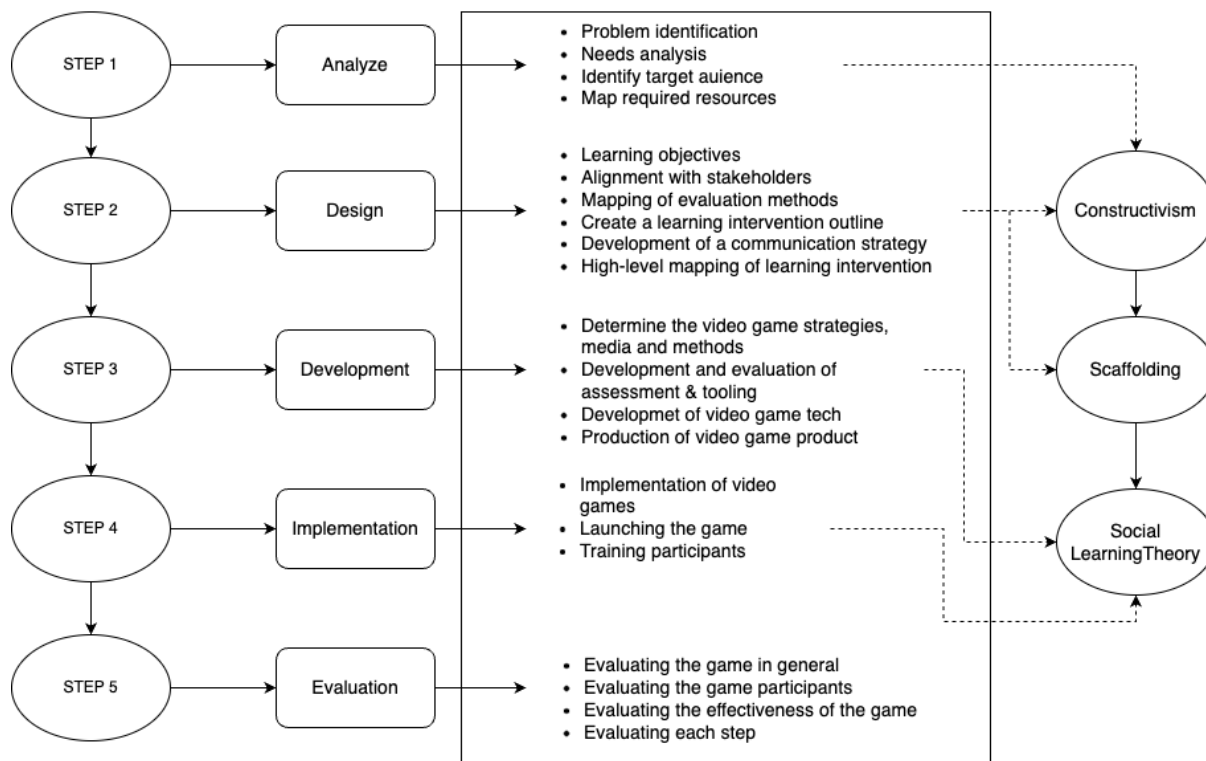 STEP 1
Analyze
• Problem identification
• Needs analysis
• Identify target auience
• Map required resources
STEP 2
Design
• Learning objectives
• Alignment with stakeholders
• Mapping of evaluation methods
• Create a learning intervention outline
• Development of a communication strategy
• High-level mapping of learning intervention
Constructivism
STEP 3
Development
• Determine the video game strategies,
media and methods
• Development and evaluation of
assessment & tooling
• Developmet of video game tech
• Production of video game product
Scaffolding
STEP 4
Implementation
• Implementation of video
games
• Launching the game
• Training participants
Social
LearningTheory
STEP 5
Evaluation
• Evaluating the game in general
• Evaluating the game participants
• Evaluating the effectiveness of the game
• Evaluating each step